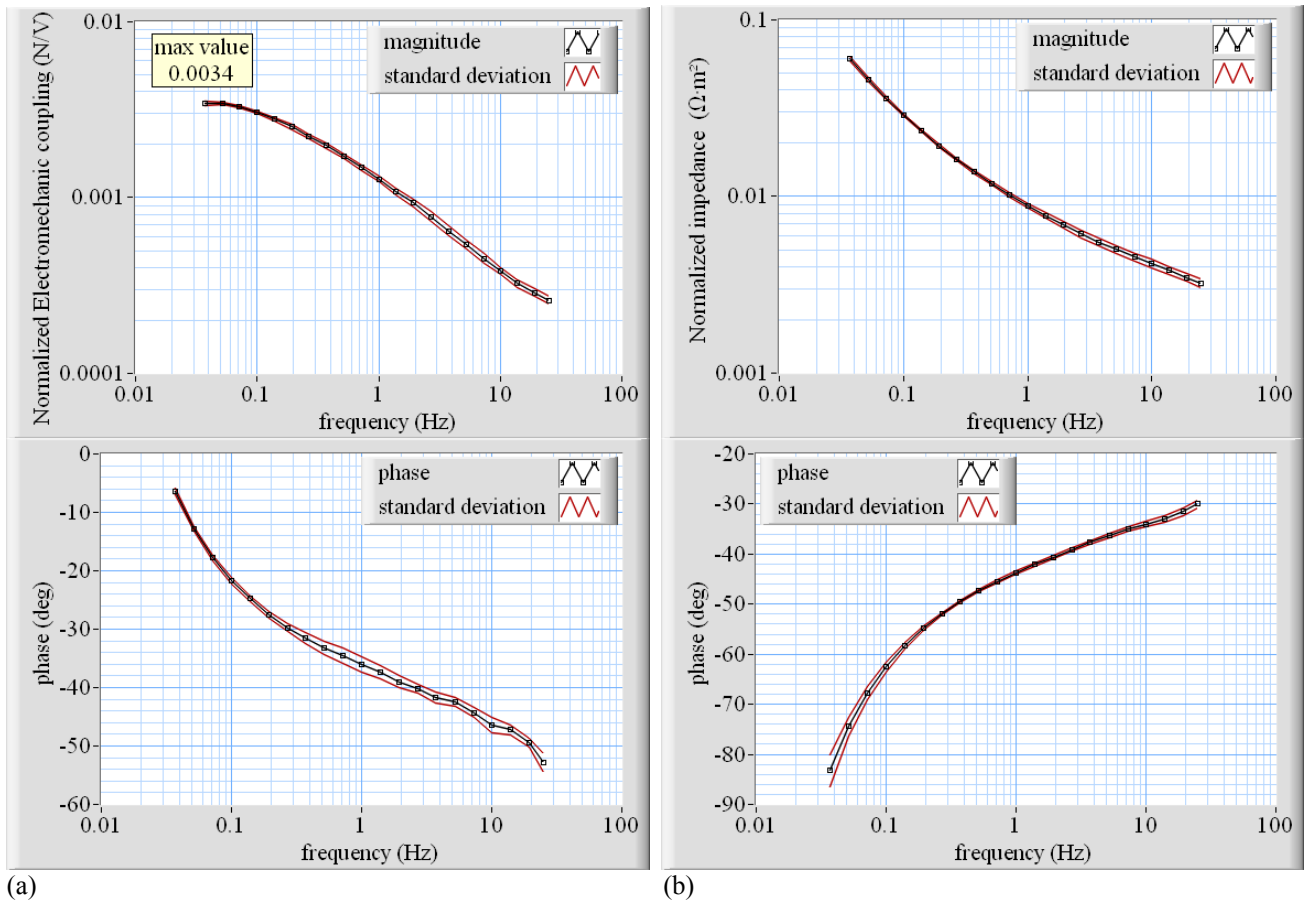 Normalized Electromechanic coupling (N/V)
0.01
0.001
0.0001
max value
0.0034
magnitude
standard deviation
0.01
0.1
1
10
100
frequency (Hz)
phase (deg)
0
-10
-20
-30
-40
-50
-60
phase
standard deviation
0.01
0.1
1
10
100
frequency (Hz)
(a)
Normalized impedance (Ω·m²)
0.1
0.01
0.001
magnitude
standard deviation
0.01
0.1
1
10
100
frequency (Hz)
phase (deg)
-20
-30
-40
-50
-60
-70
-80
-90
phase
standard deviation
0.01
0.1
1
10
100
frequency (Hz)
(b)